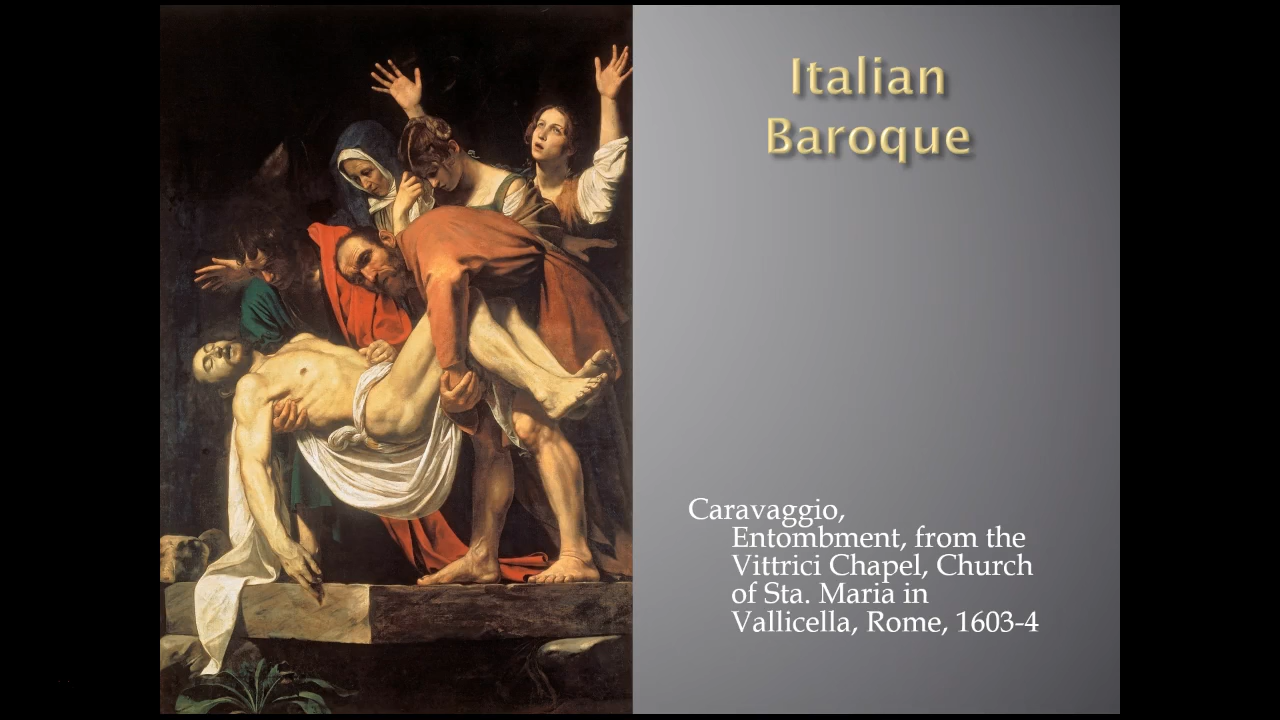 Italian
Baroque
Caravaggio,
Entombment, from the
Vittrici Chapel, Church
of Sta. Maria in
Vallicella, Rome, 1603-4